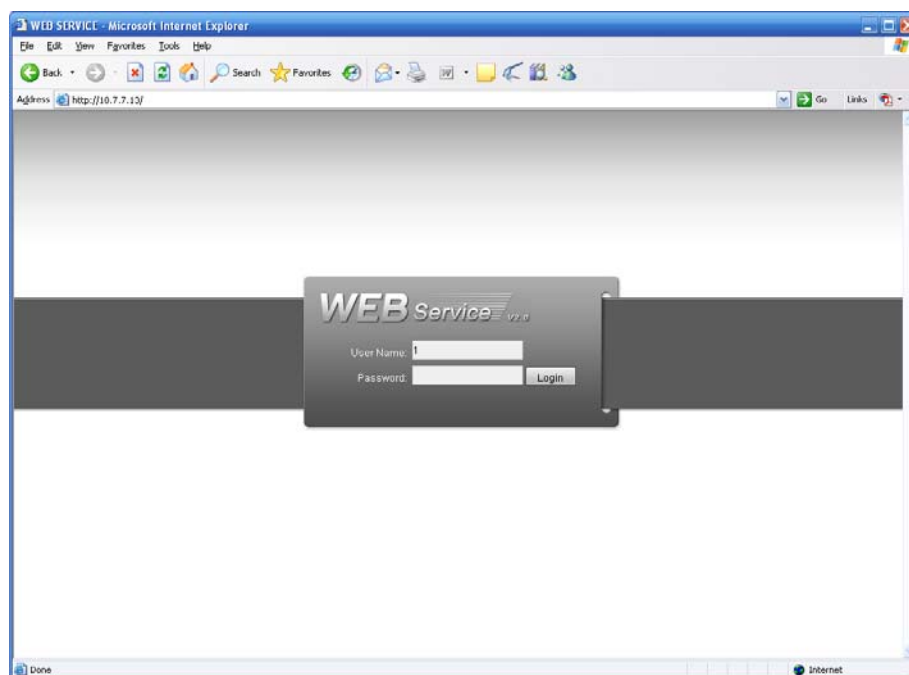 WEB SERVICE - Microsoft Internet Explorer
File Edit View Favorites Tools Help
Back Search Favorites
Address http://10.7.7.10/ Go Links
WEB Service V2.0
User Name: 1
Password: Login
Done Internet